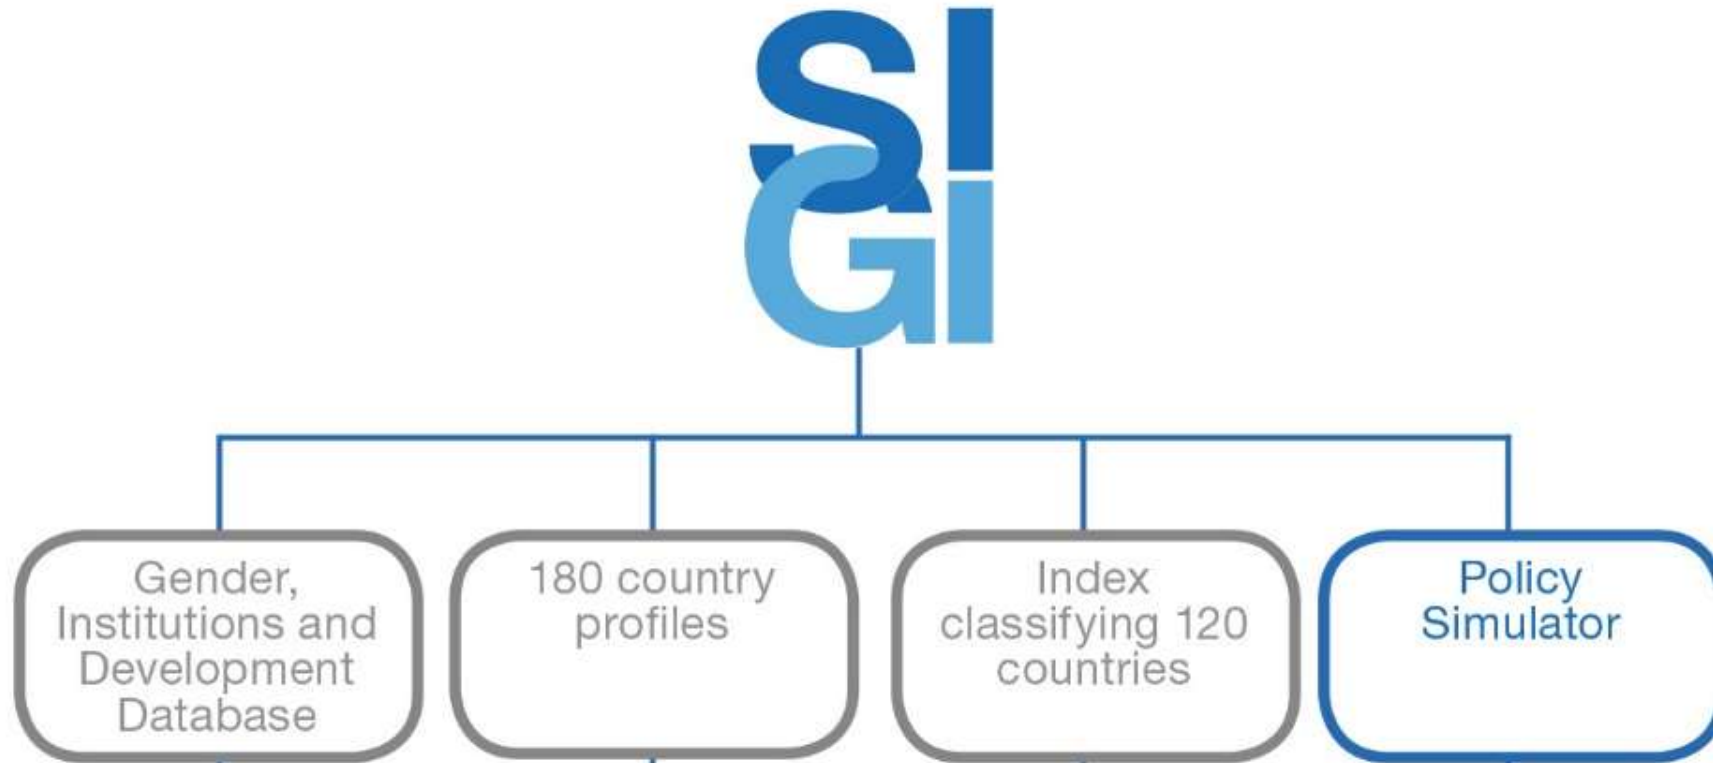 SI
GI
Gender,
Institutions and
Development
Database
180 country
profiles
Index
classifying 120
countries
Policy
Simulator